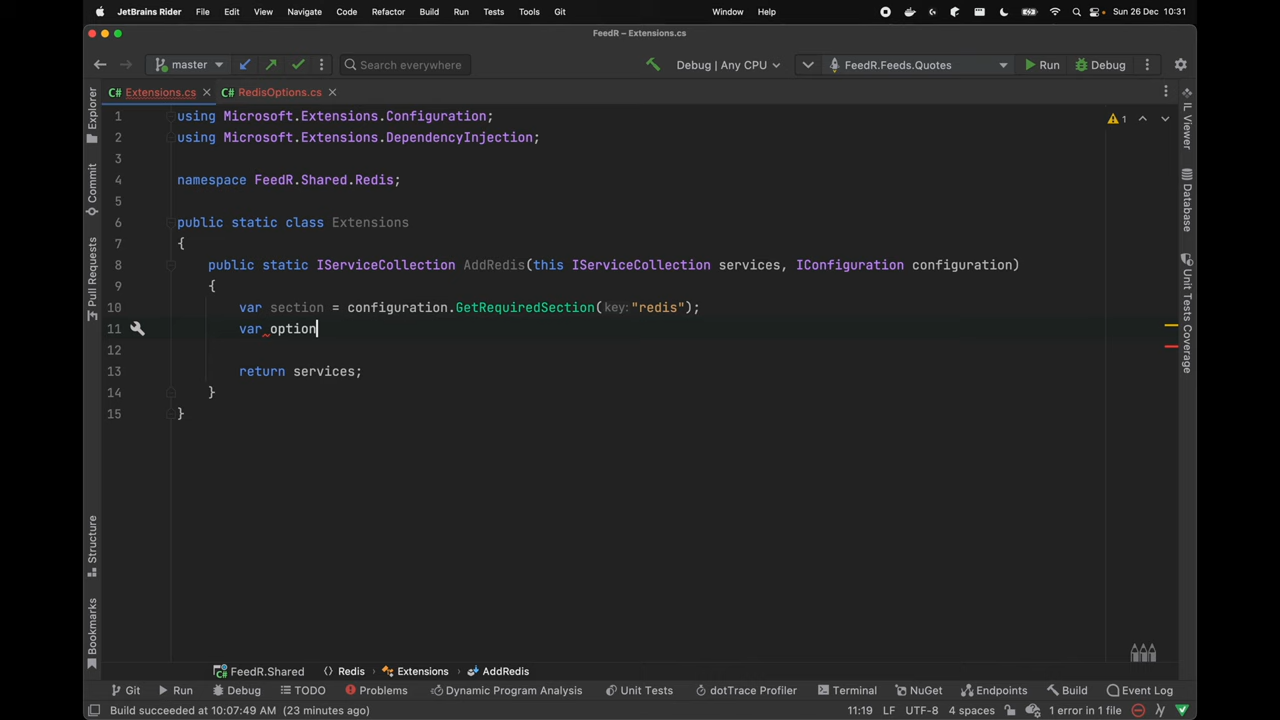 JetBrains Rider File Edit View Navigate Code Refactor Build Run Tests Tools Git Window Help Sun 26 Dec 10:31
FeedR – Extensions.cs
master Search everywhere Debug | Any CPU FeedR.Feeds.Quotes Run Debug
C# Extensions.cs C# RedisOptions.cs
1 using Microsoft.Extensions.Configuration;
2 using Microsoft.Extensions.DependencyInjection;
3
4 namespace FeedR.Shared.Redis;
5
6 public static class Extensions
7 {
8 public static IServiceCollection AddRedis(this IServiceCollection services, IConfiguration configuration)
9 {
10 var section = configuration.GetRequiredSection( key: "redis");
11 var option
12
13 return services;
14 }
15 }
1
Explorer
Commit
Pull Requests
Structure
Bookmarks
IL Viewer
Database
Unit Tests Coverage
FeedR.Shared Redis Extensions AddRedis
Git Run Debug TODO Problems Dynamic Program Analysis Unit Tests dotTrace Profiler Terminal NuGet Endpoints Build Event Log
Build succeeded at 10:07:49 AM (23 minutes ago) 11:19 LF UTF-8 4 spaces 1 error in 1 file